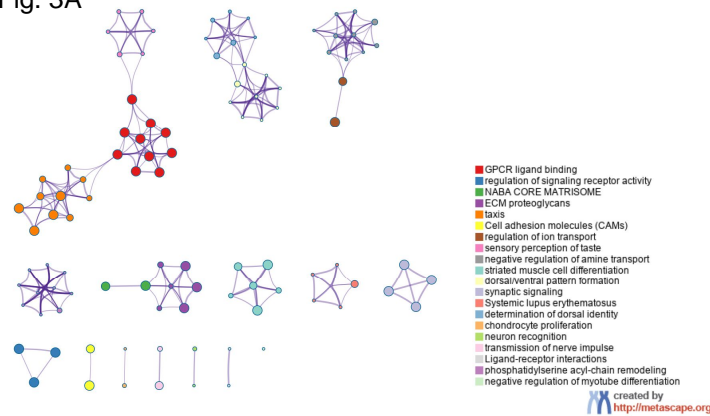 Fig. 3A
GPCR ligand binding
regulation of signaling receptor activity
NABA CORE MATRISOME
ECM proteoglycans
taxis
Cell adhesion molecules (CAMs)
regulation of ion transport
sensory perception of taste
negative regulation of amine transport
striated muscle cell differentiation
dorsal/ventral pattern formation
synaptic signaling
Systemic lupus erythematosus
determination of dorsal identity
chondrocyte proliferation
neuron recognition
transmission of nerve impulse
Ligand-receptor interactions
phosphatidylserine acyl-chain remodeling
negative regulation of myotube differentiation
created by
http://metascape.org